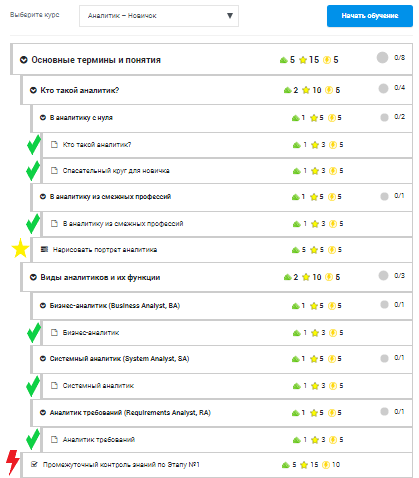 Выберите курс Аналитик – Новичок Начать обучение
Основные термины и понятия 5 15 5 0/8
Кто такой аналитик? 2 10 5 0/4
В аналитику с нуля 1 5 5 0/2
Кто такой аналитик? 1 3 5
Спасательный круг для новичка 1 3 5
В аналитику из смежных профессий 1 5 5 0/1
В аналитику из смежных профессий 1 3 5
Нарисовать портрет аналитика 5 5 5
Виды аналитиков и их функции 2 10 5 0/3
Бизнес-аналитик (Business Analyst, BA) 1 5 5 0/1
Бизнес-аналитик 1 3 5
Системный аналитик (System Analyst, SA) 1 5 5 0/1
Системный аналитик 1 3 5
Аналитик требований (Requirements Analyst, RA) 1 5 5 0/1
Аналитик требований 1 3 5
Промежуточный контроль знаний по Этапу №1 5 15 10